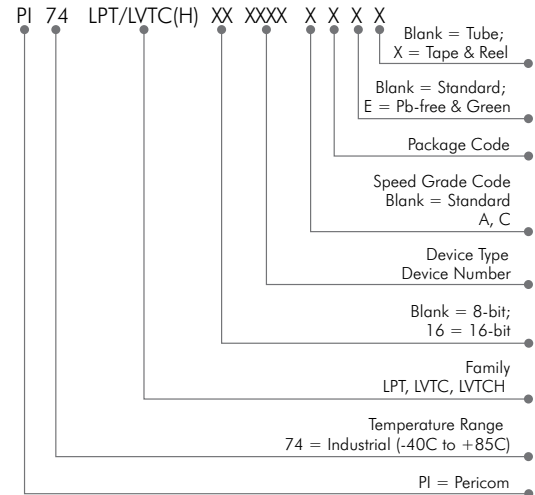 PI 74 LPT/LVTC(H) XX XXXX X X X X
Blank = Tube;
X = Tape & Reel
Blank = Standard;
E = Pb-free & Green
Package Code
Speed Grade Code
Blank = Standard
A, C
Device Type
Device Number
Blank = 8-bit;
16 = 16-bit
Family
LPT, LVTC, LVTCH
Temperature Range
74 = Industrial (-40C to +85C)
PI = Pericom